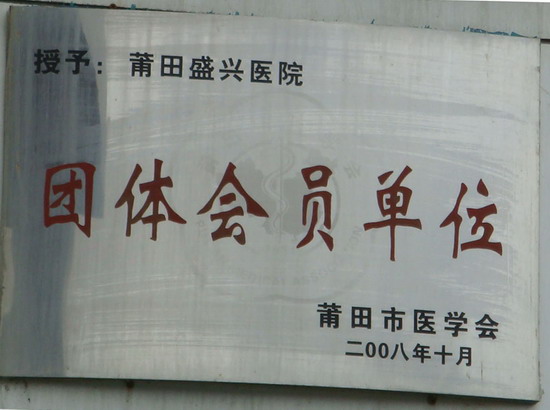 授予：莆田盛兴医院
团体会员单位
莆田市医学会
二00八年十月